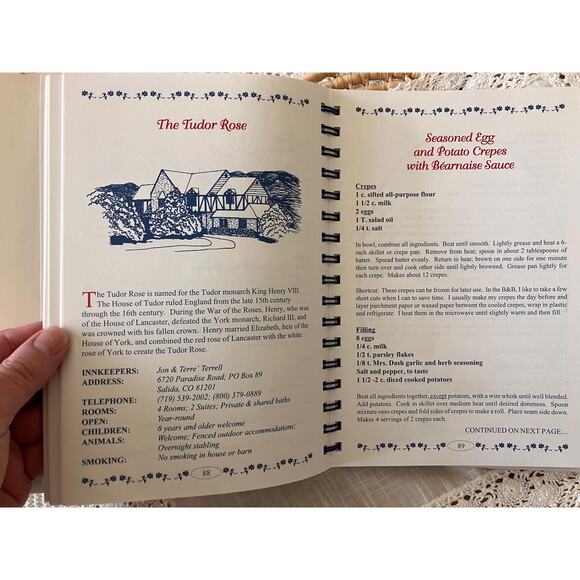 The Tudor Rose
The Tudor Rose is named for the Tudor monarch King Henry VIII.
The House of Tudor ruled England from the late 15th century
through the 16th century. During the War of the Roses, Henry, who was
of the House of Lancaster, defeated the York monarch, Richard III, and
was crowned with his fallen crown. Henry married Elizabeth, heir of the
House of York, and combined the red rose of Lancaster with the white
rose of York to create the Tudor Rose.
INNKEEPERS: Jon & Terre' Terrell
ADDRESS: 6720 Paradise Road; PO Box 89
Salida, CO 81201
TELEPHONE: (719) 539-2002; (800) 379-0889
ROOMS: 4 Rooms; 2 Suites; Private & shared baths
OPEN: Year-round
CHILDREN: 6 years and older welcome
ANIMALS: Welcome; Fenced outdoor accommodations;
Overnight stabling
SMOKING: No smoking in house or barn
88
Seasoned Egg
and Potato Crepes
with Béarnaise Sauce
Crepes
1 c. sifted all-purpose flour
1 1/2 c. milk
2 eggs
1 T. salad oil
1/4 t. salt
In bowl, combine all ingredients. Beat until smooth. Lightly grease and heat a 6-
inch skillet or crepe pan. Remove from heat; spoon in about 2 tablespoons of
batter. Spread batter evenly. Return to heat; brown on one side for one minute
then turn over and cook other side until lightly browned. Grease pan lightly for
each crepe. Makes about 12 crepes.
Shortcut: These crepes can be frozen for later use. In the B&B, I like to take a few
short cuts when I can to save time. I usually make my crepes the day before and
layer parchment paper or waxed paper between the cooled crepes, wrap in plastic
and refrigerate. I heat them in the microwave until slightly warm and then fill.
Filling
8 eggs
1/4 c. milk
1/2 t. parsley flakes
1/8 t. Mrs. Dash garlic and herb seasoning
Salt and pepper, to taste
1 1/2 -2 c. diced cooked potatoes
Beat all ingredients together, except potatoes, with a wire whisk until well blended.
Add potatoes. Cook in skillet over medium heat until desired doneness. Spoon
mixture onto crepes and fold sides of crepes to make a roll. Place seam side down.
Makes 4 servings of 2 crepes each.
CONTINUED ON NEXT PAGE....
89